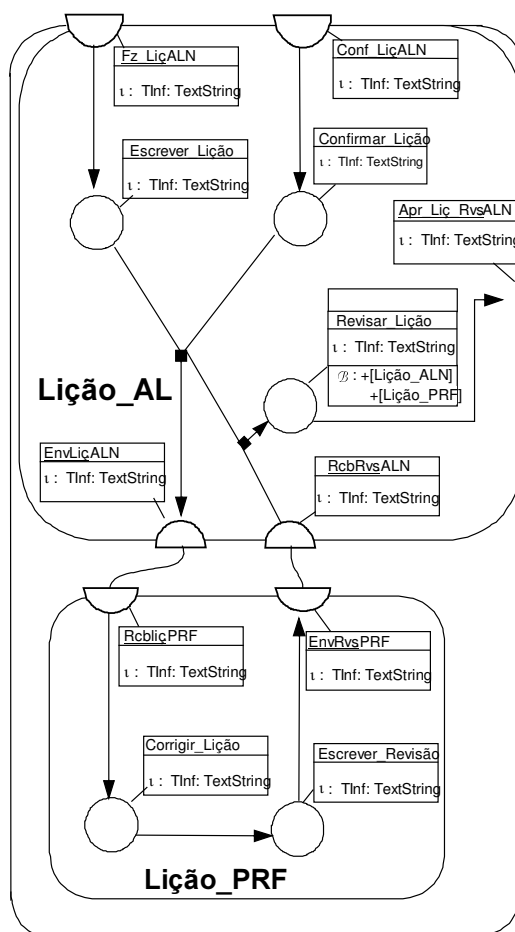 Fz_LiçALN
ι : TInf: TextString
Conf_LiçALN
ι : TInf: TextString
Escrever_Lição
ι : TInf: TextString
Confirmar_Lição
ι : TInf: TextString
Apr_Liç_RvsALN
ι : TInf: TextString
Revisar_Lição
ι : TInf: TextString
ℬ : +[Lição_ALN]
+[Lição_PRF]
Lição_AL
EnvLiçALN
ι : TInf: TextString
RcbRvsALN
ι : TInf: TextString
RcbliçPRF
ι : TInf: TextString
EnvRvsPRF
ι : TInf: TextString
Corrigir_Lição
ι : TInf: TextString
Escrever_Revisão
ι : TInf: TextString
Lição_PRF